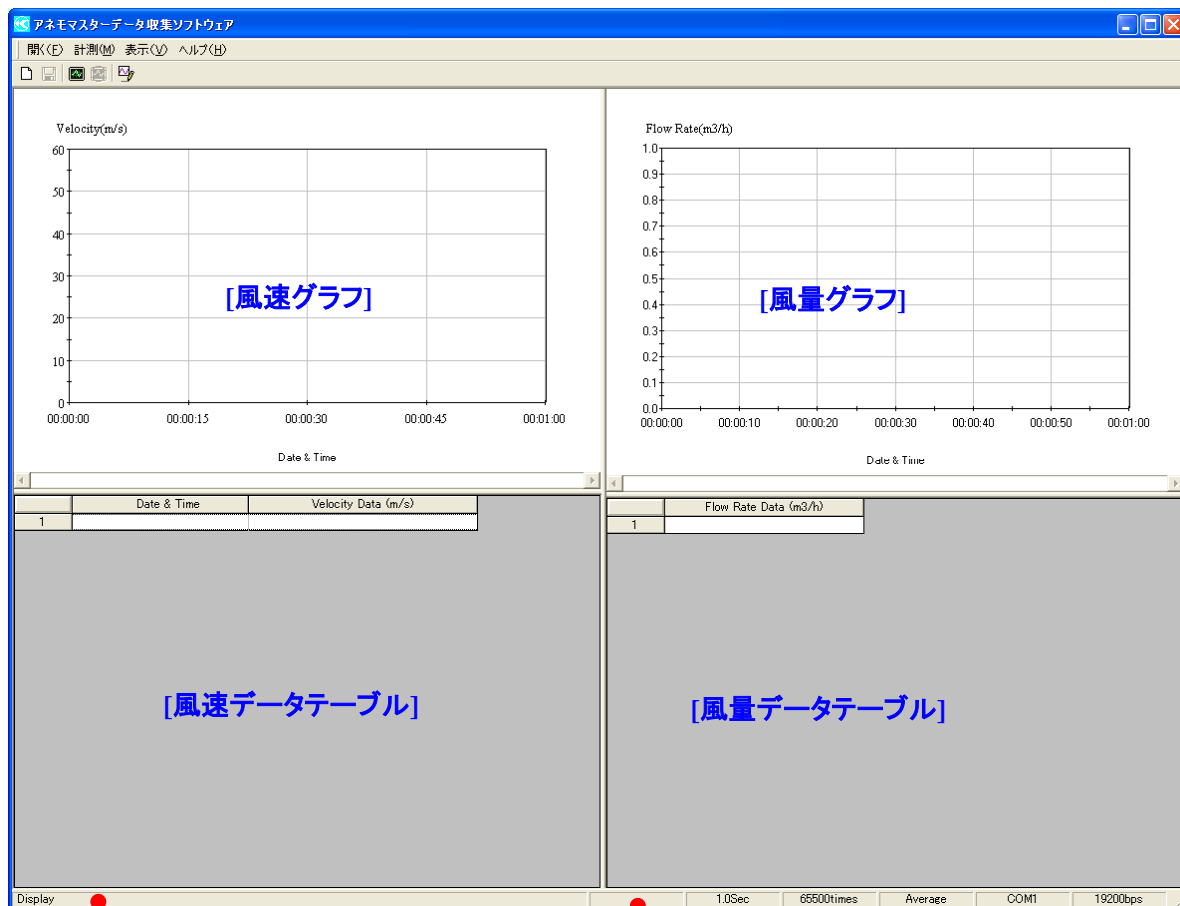 アネモマスターデータ収集ソフトウェア
開く(F) 計測(M) 表示(V) ヘルプ(H)
Velocity(m/s)
60
50
40
30
20
10
0
00:00:00 00:00:15 00:00:30 00:00:45 00:01:00
Date & Time
[風速グラフ]
Flow Rate(m3/h)
1.0
0.9
0.8
0.7
0.6
0.5
0.4
0.3
0.2
0.1
0.0
00:00:00 00:00:10 00:00:20 00:00:30 00:00:40 00:00:50 00:01:00
Date & Time
[風量グラフ]
Date & Time Velocity Data (m/s)
1
[風速データテーブル]
Flow Rate Data (m3/h)
1
[風量データテーブル]
Display 1.0Sec 65500times Average COM1 19200bps